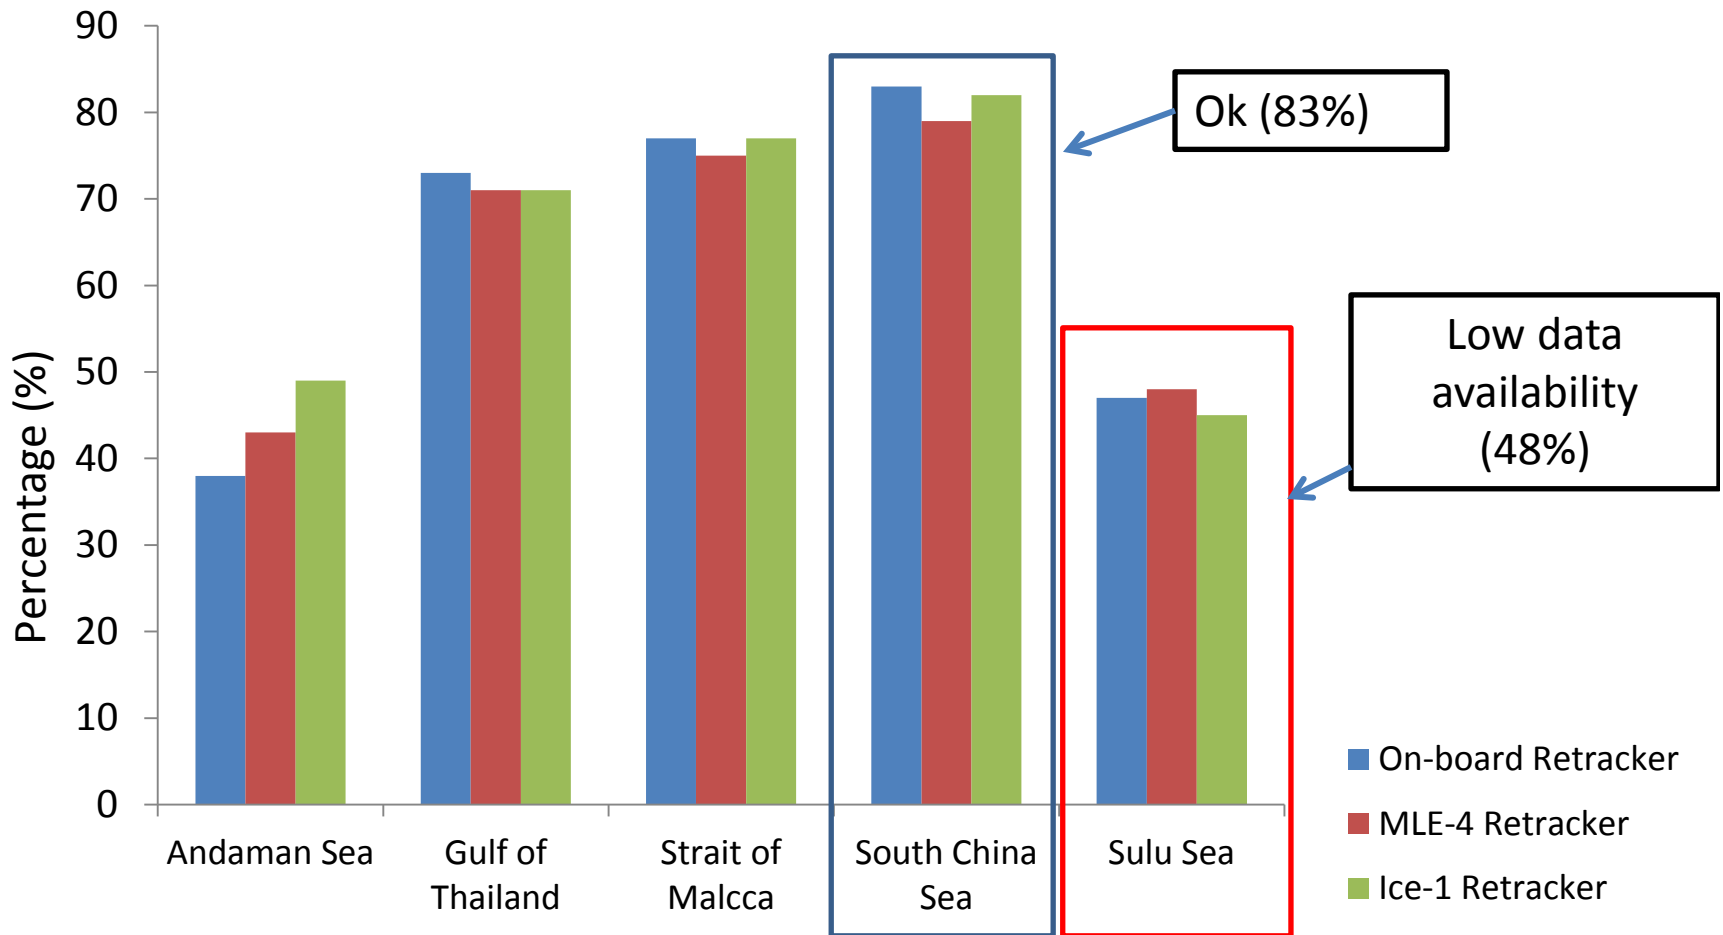 90
80
70
60
50
40
30
20
10
0
Percentage (%)
Andaman Sea
Gulf of
Thailand
Strait of
Malcca
South China
Sea
Sulu Sea
Ok (83%)
Low data
availability
(48%)
On-board Retracker
MLE-4 Retracker
Ice-1 Retracker